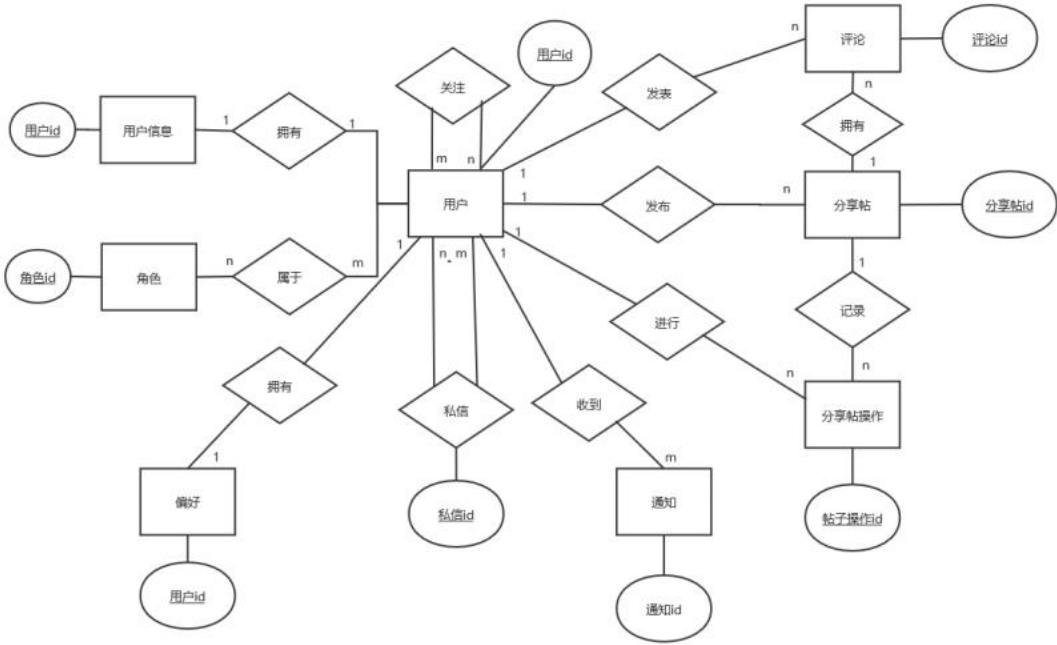 n
评论
评论id
用户id
关注
发表
n
用户id
用户信息
1
拥有
1
拥有
m
n
1
1
用户
1
发布
n
分享帖
分享帖id
1
n
m
1
1
角色id
角色
n
属于
m
1
记录
进行
n
n
拥有
私信
收到
分享帖操作
1
m
偏好
私信id
通知
帖子操作id
用户id
通知id